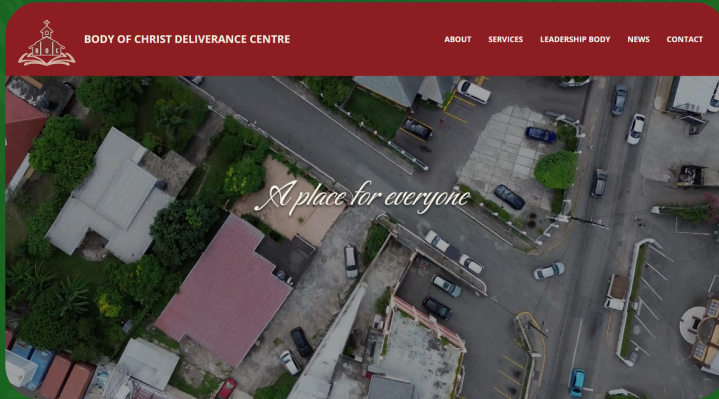 BODY OF CHRIST DELIVERANCE CENTRE
ABOUT SERVICES LEADERSHIP BODY NEWS CONTACT
A place for everyone